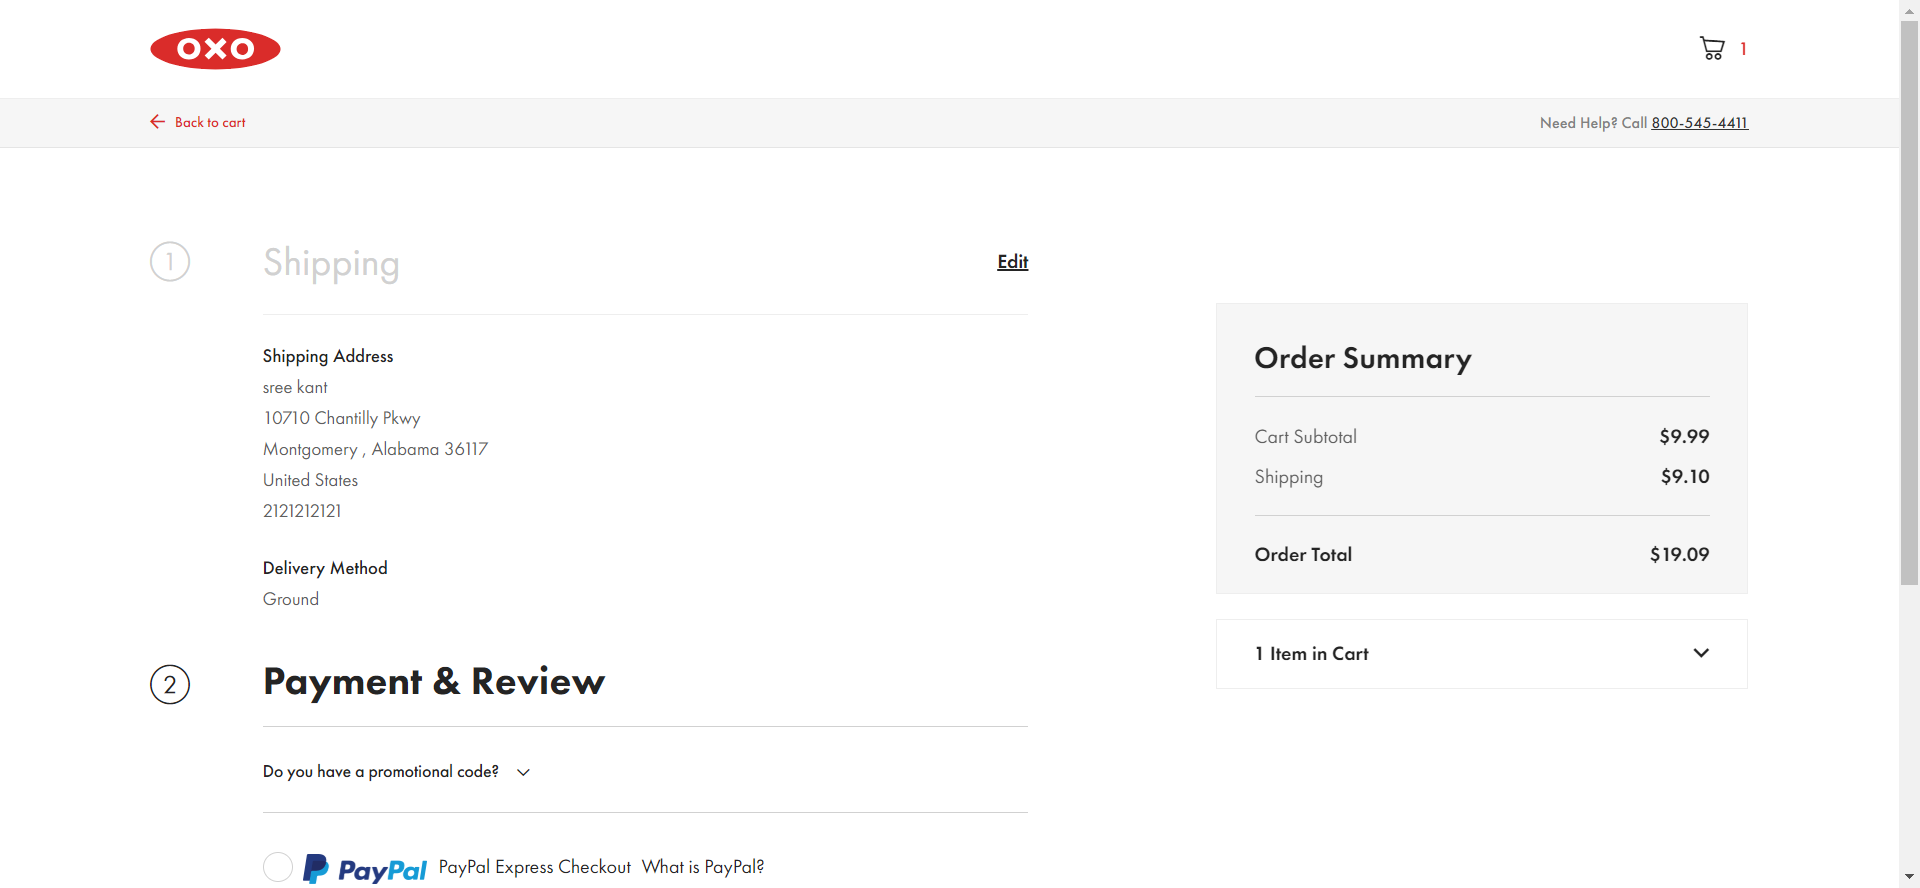 OXO
1
Back to cart
Need Help? Call 800-545-4411
1 Shipping Edit
Shipping Address
sree kant
10710 Chantilly Pkwy
Montgomery , Alabama 36117
United States
2121212121
Delivery Method
Ground
2 Payment & Review
Do you have a promotional code?
PayPal PayPal Express Checkout What is PayPal?
Order Summary
Cart Subtotal $9.99
Shipping $9.10
Order Total $19.09
1 Item in Cart